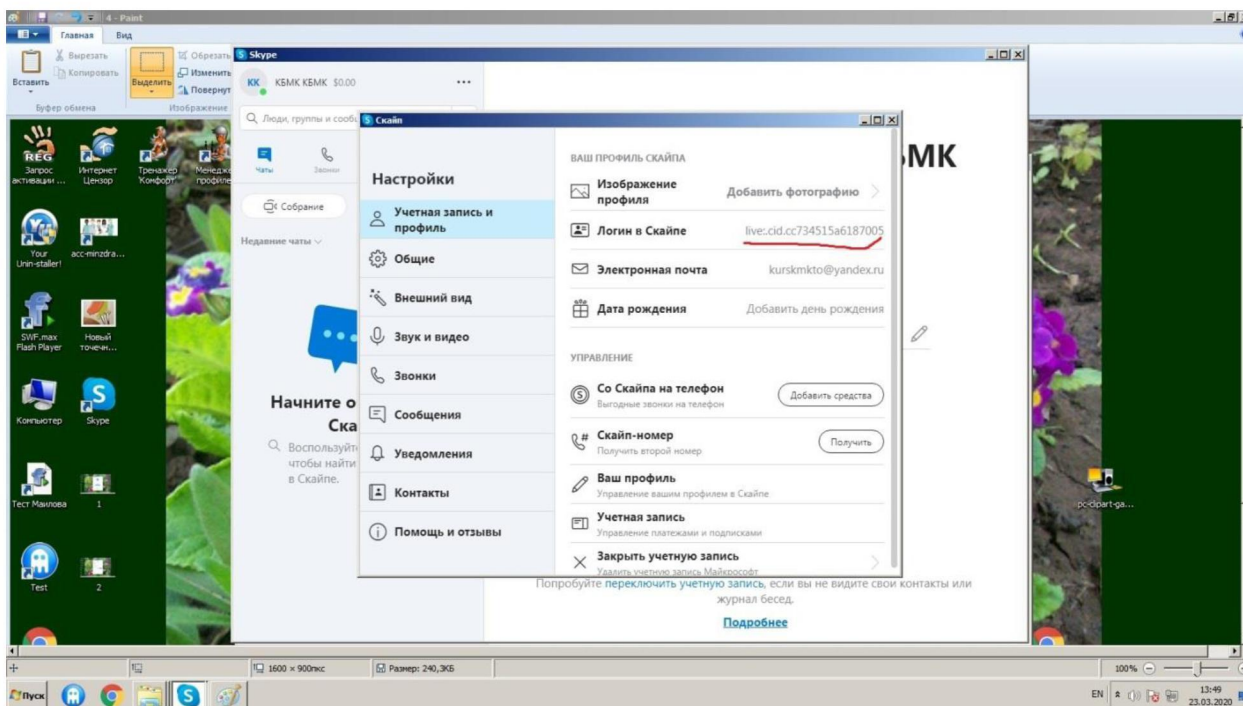 4 - Paint
Главная Вид
Вставить
Вырезать
Копировать
Буфер обмена
Выделить
Обрезать
Изменить
Повернут
Изображение
REG
Запрос активации ...
Интернет Цензор
Тренажер 'Комфорт'
Your Unin-staller!
acc-minzdra...
SWF.max Flash Player
Новый точечн...
Компьютер
Skype
Тест Маилова
1
Test
2
Skype
КК КБМК КБМК $0.00
Люди, группы и сооб
Чаты
Звонки
Собрание
Недавние чаты
Начните о
Ска
Воспользуйт
чтобы найти
в Скайпе.
БМК
Скайп
Настройки
Учетная запись и профиль
Общие
Внешний вид
Звук и видео
Звонки
Сообщения
Уведомления
Контакты
Помощь и отзывы
ВАШ ПРОФИЛЬ СКАЙПА
Изображение профиля Добавить фотографию
Логин в Скайпе live:.cid.cc734515a6187005
Электронная почта kurskmkto@yandex.ru
Дата рождения Добавить день рождения
УПРАВЛЕНИЕ
Со Скайпа на телефон
Выгодные звонки на телефон
Добавить средства
Скайп-номер
Получить второй номер
Получить
Ваш профиль
Управление вашим профилем в Скайпе
Учетная запись
Управление платежами и подписками
Закрыть учетную запись
Удалить учетную запись Майкрософт
Попробуйте переключить учетную запись, если вы не видите свои контакты или
журнал бесед.
Подробнее
pc-clipart-ga...
1600 × 900пкс
Размер: 240,3КБ
100%
Пуск
EN
13:49
23.03.2020